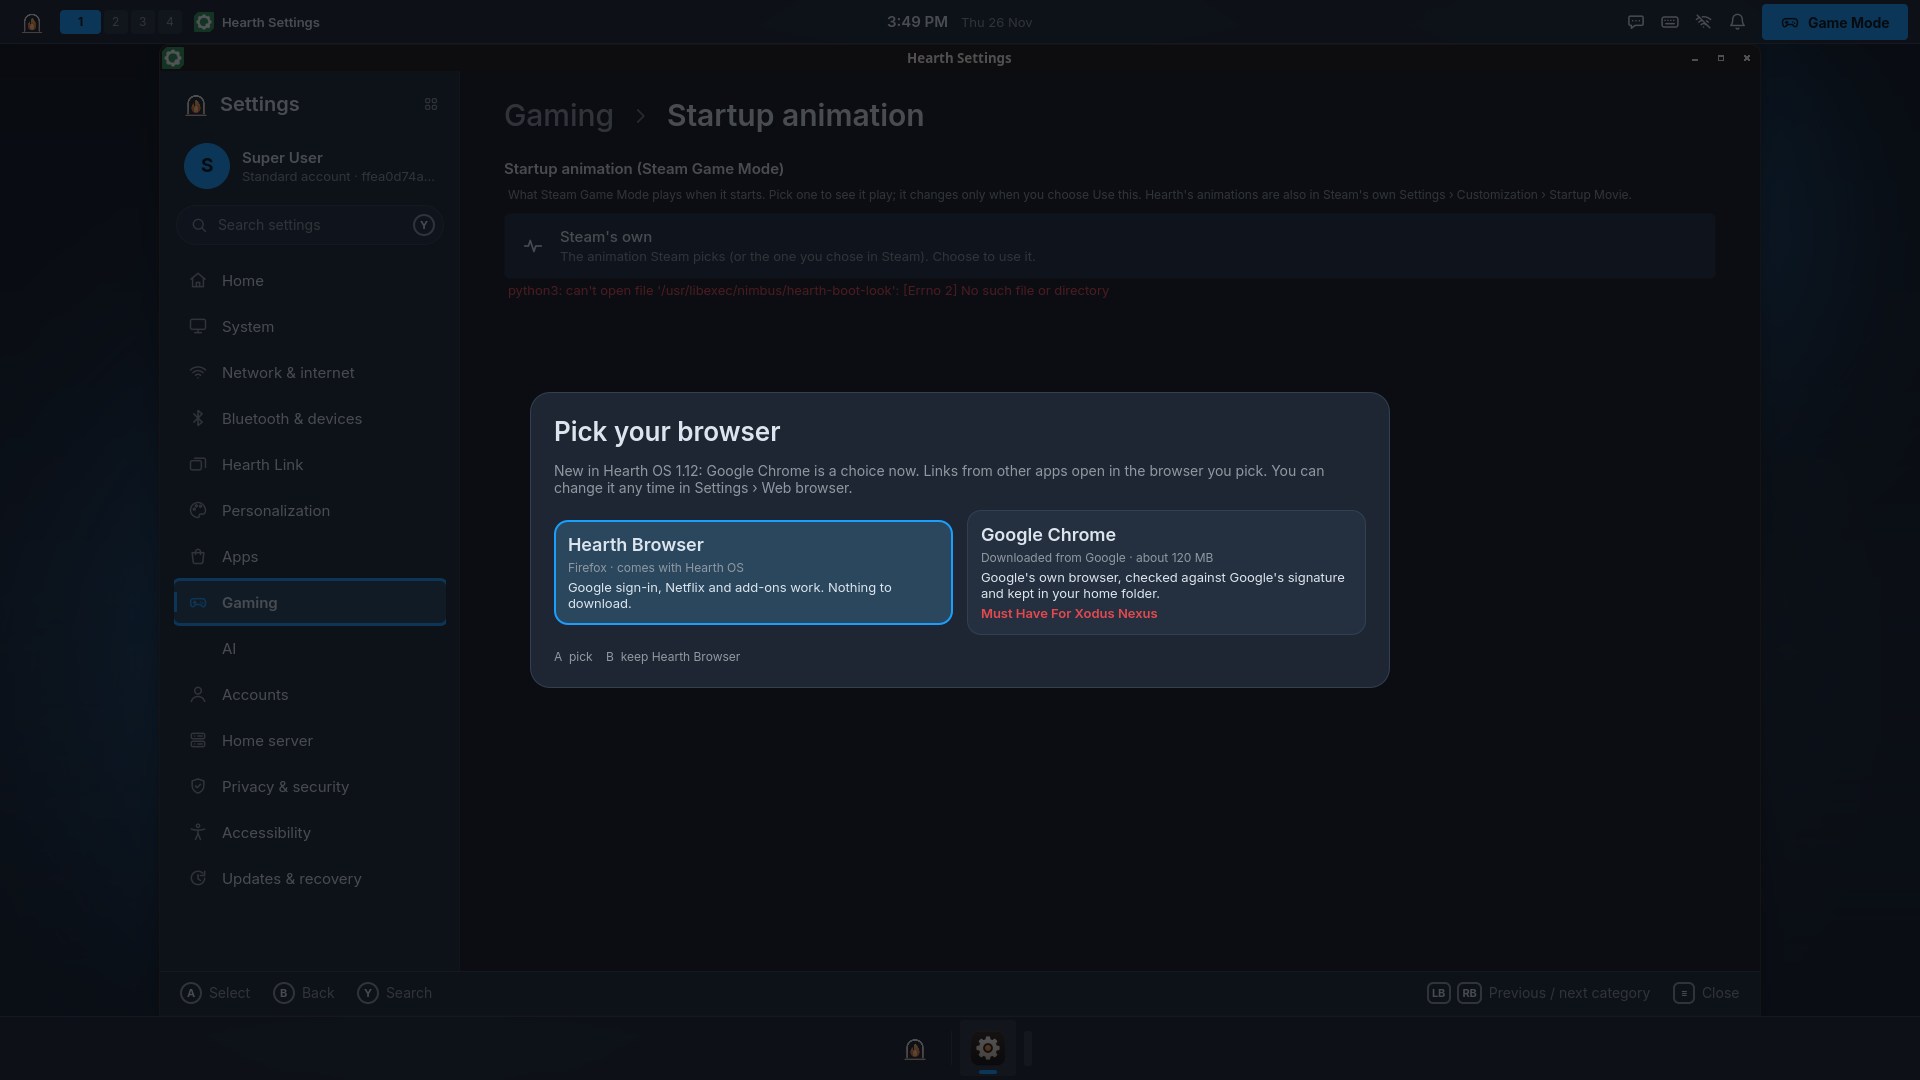 1 2 3 4 Hearth Settings 3:49 PM Thu 26 Nov Game Mode
Hearth Settings
Settings
S Super User
Standard account · ffea0d74a...
Search settings Y
Home
System
Network & internet
Bluetooth & devices
Hearth Link
Personalization
Apps
Gaming
AI
Accounts
Home server
Privacy & security
Accessibility
Updates & recovery
Gaming › Startup animation
Startup animation (Steam Game Mode)
What Steam Game Mode plays when it starts. Pick one to see it play; it changes only when you choose Use this. Hearth's animations are also in Steam's own Settings › Customization › Startup Movie.
Steam's own
The animation Steam picks (or the one you chose in Steam). Choose to use it.
python3: can't open file '/usr/libexec/nimbus/hearth-boot-look': [Errno 2] No such file or directory
Pick your browser
New in Hearth OS 1.12: Google Chrome is a choice now. Links from other apps open in the browser you pick. You can
change it any time in Settings › Web browser.
Hearth Browser
Firefox · comes with Hearth OS
Google sign-in, Netflix and add-ons work. Nothing to
download.
Google Chrome
Downloaded from Google · about 120 MB
Google's own browser, checked against Google's signature
and kept in your home folder.
Must Have For Xodus Nexus
A pick B keep Hearth Browser
A Select B Back Y Search LB RB Previous / next category ≡ Close